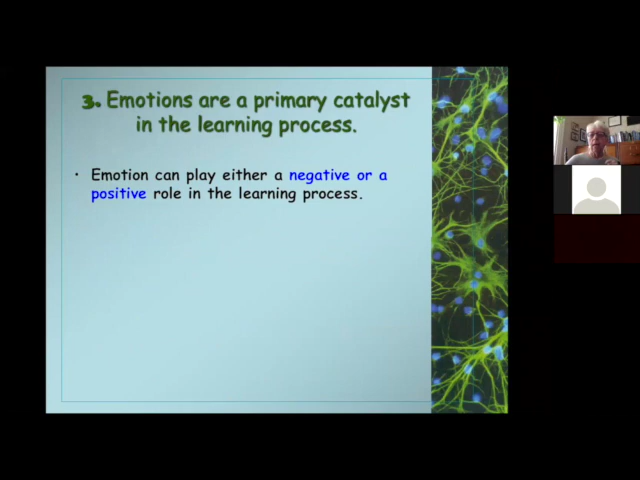 3. Emotions are a primary catalyst
in the learning process.
• Emotion can play either a negative or a
positive role in the learning process.